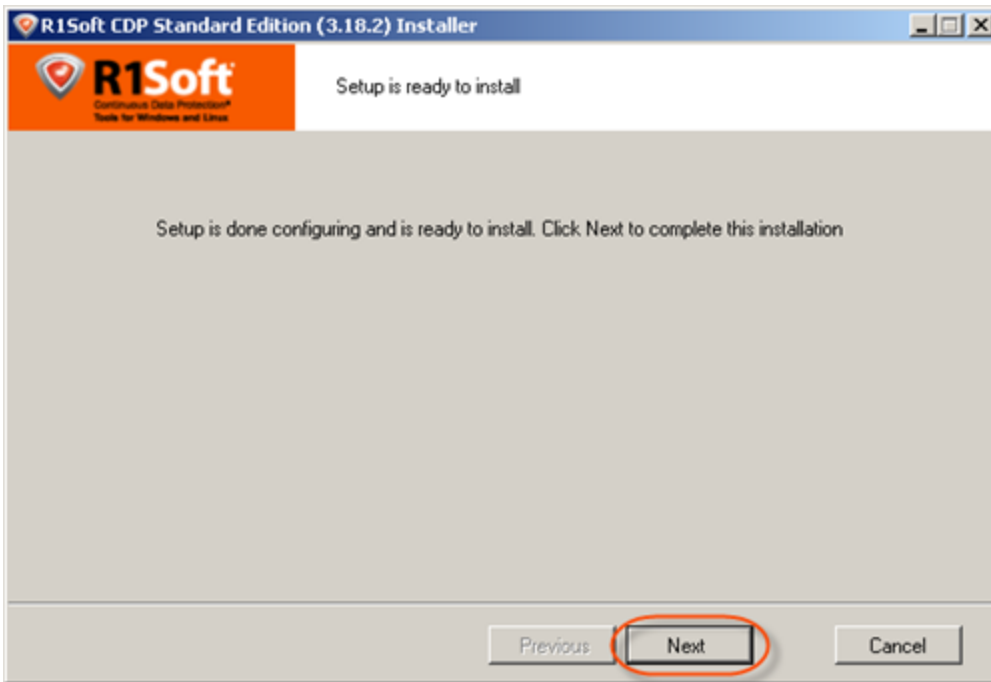 R1Soft CDP Standard Edition (3.18.2) Installer
R1Soft
Continuous Data Protection®
Tools for Windows and Linux
Setup is ready to install
Setup is done configuring and is ready to install. Click Next to complete this installation
Previous
Next
Cancel